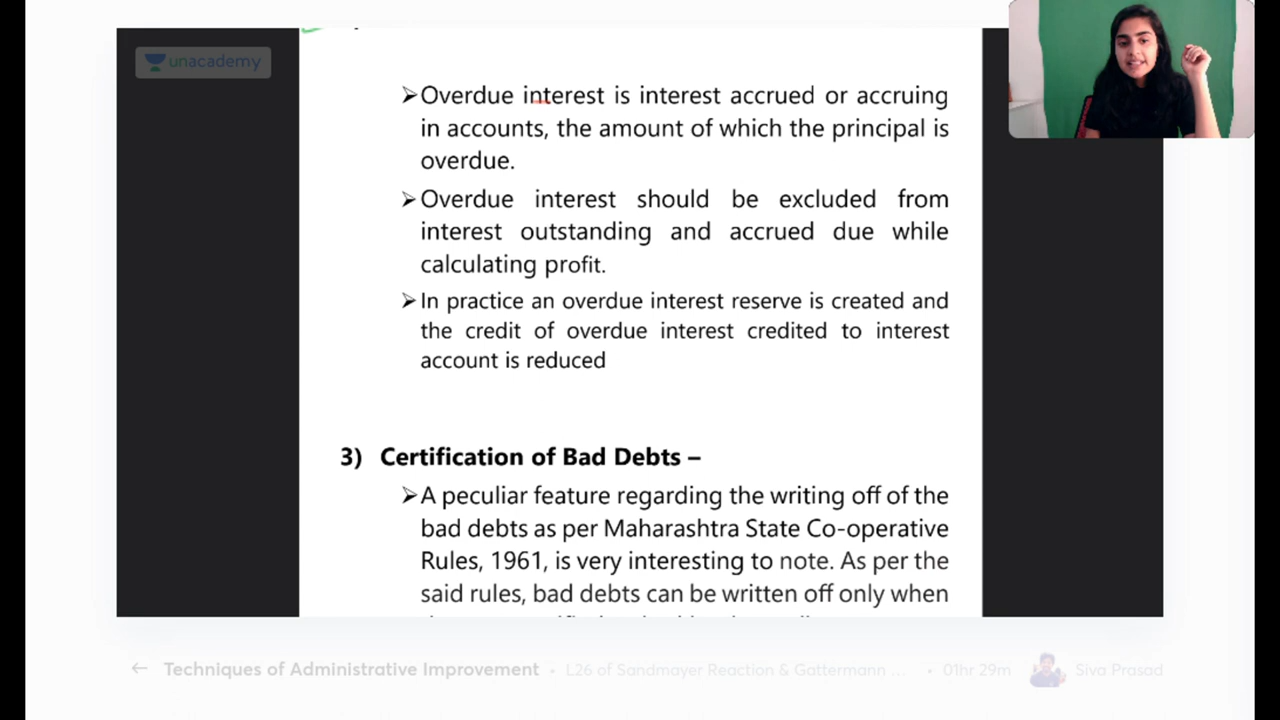 unacademy
➢Overdue interest is interest accrued or accruing
in accounts, the amount of which the principal is
overdue.
➢Overdue interest should be excluded from
interest outstanding and accrued due while
calculating profit.
➢In practice an overdue interest reserve is created and
the credit of overdue interest credited to interest
account is reduced
3) Certification of Bad Debts –
➢A peculiar feature regarding the writing off of the
bad debts as per Maharashtra State Co-operative
Rules, 1961, is very interesting to note. As per the
said rules, bad debts can be written off only when
← Techniques of Administrative Improvement • L26 of Sandmayer Reaction & Gattermann ... • 01hr 29m Siva Prasad